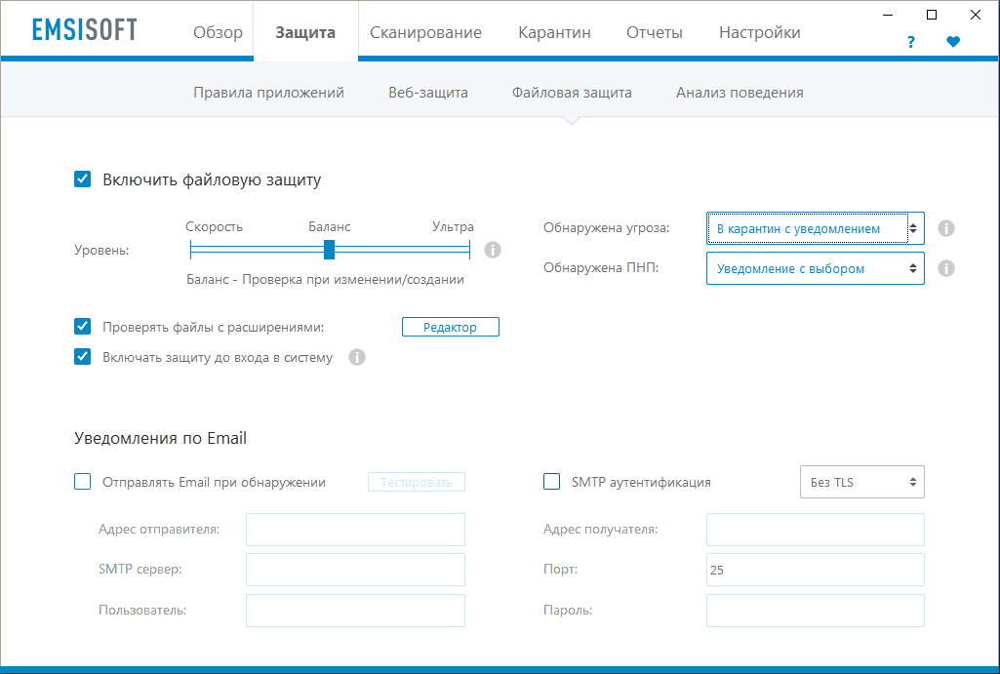 EMSISOFT
Обзор Защита Сканирование Карантин Отчеты Настройки
?
Правила приложений Веб-защита Файловая защита Анализ поведения
Включить файловую защиту
Скорость Баланс Ультра
Уровень:
Баланс - Проверка при изменении/создании
Обнаружена угроза: В карантин с уведомлением
Обнаружена ПНП: Уведомление с выбором
Проверять файлы с расширениями: Редактор
Включать защиту до входа в систему
Уведомления по Email
Отправлять Email при обнаружении Тестировать
SMTP аутентификация Без TLS
Адрес отправителя: Адрес получателя:
SMTP сервер: Порт: 25
Пользователь: Пароль: